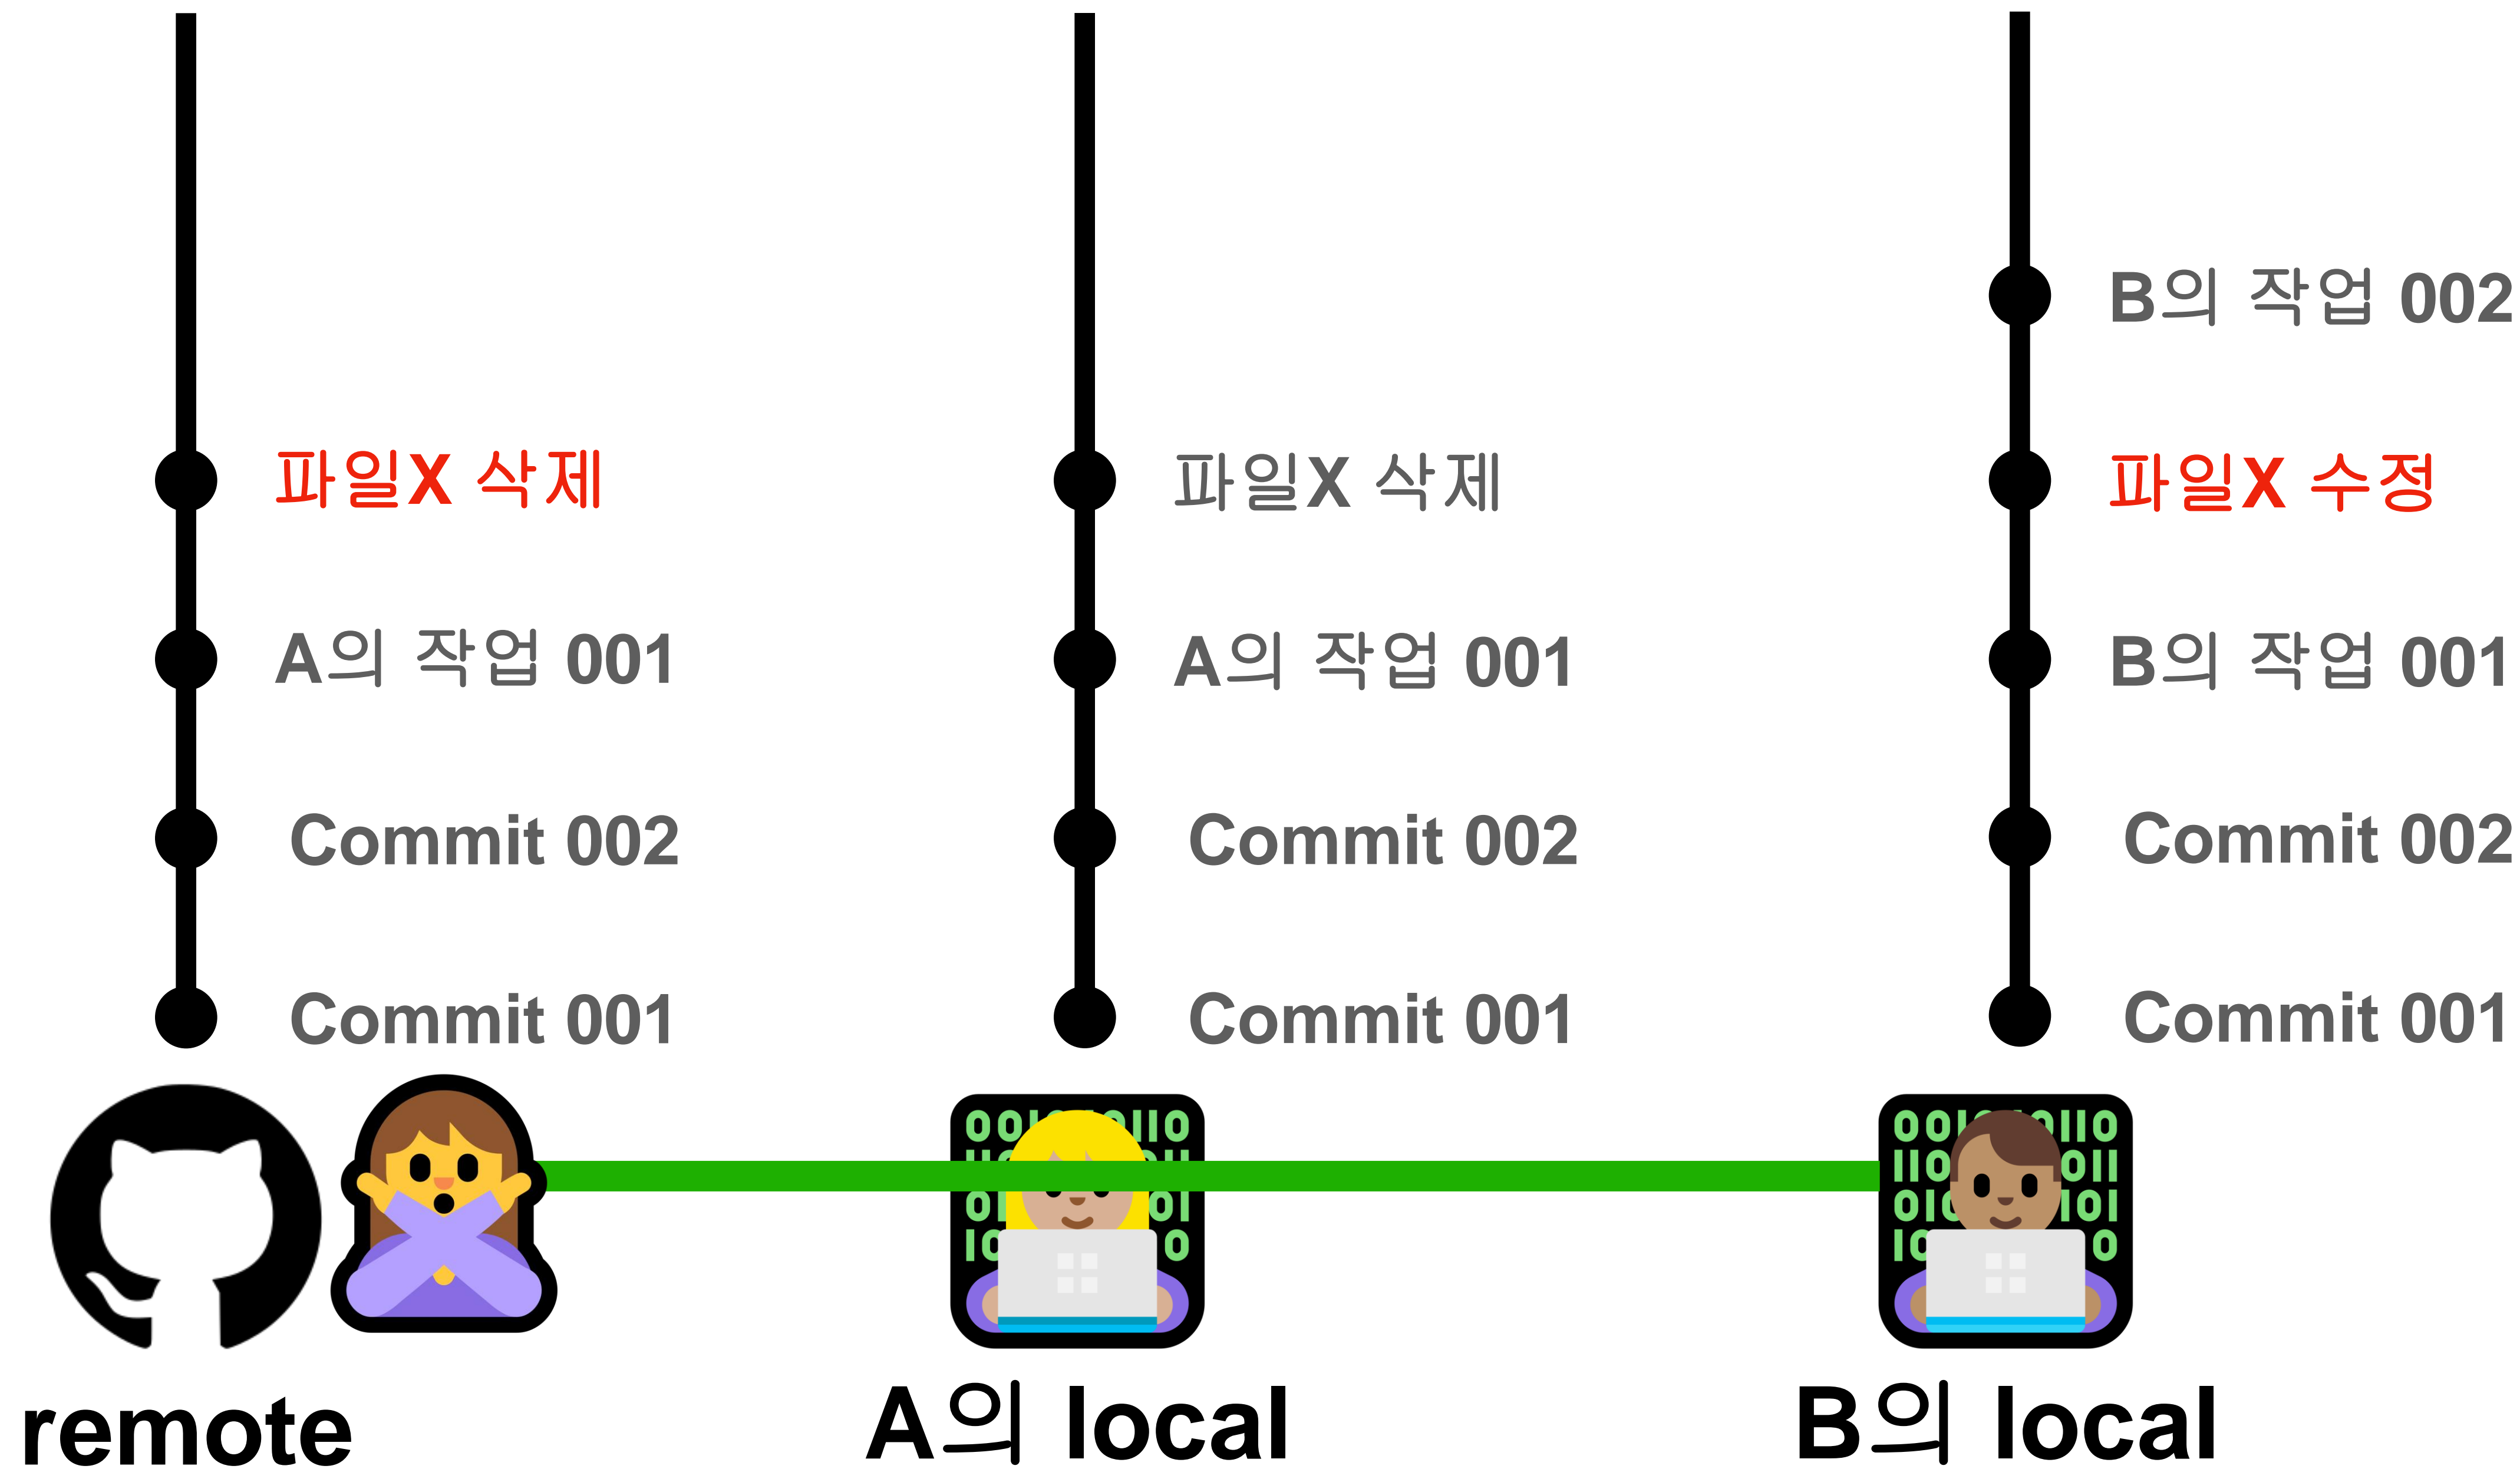 B의 작업 002
파일X 삭제
파일X 삭제
파일X 수정
A의 작업 001
A의 작업 001
B의 작업 001
Commit 002
Commit 002
Commit 002
Commit 001
Commit 001
Commit 001
remote
A의 local
B의 local